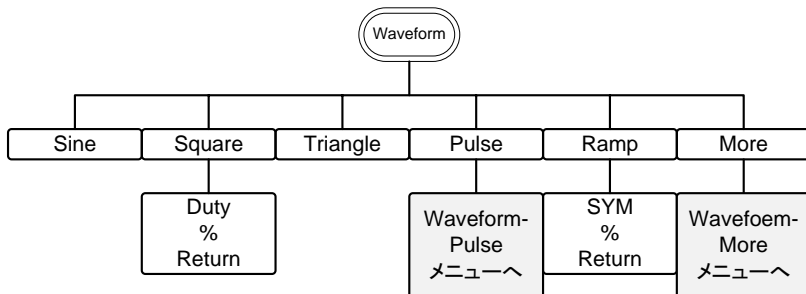 Waveform
Sine
Square
Triangle
Pulse
Ramp
More
Duty
%
Return
Waveform-
Pulse
メニューへ
SYM
%
Return
Wavefoem-
More
メニューへ